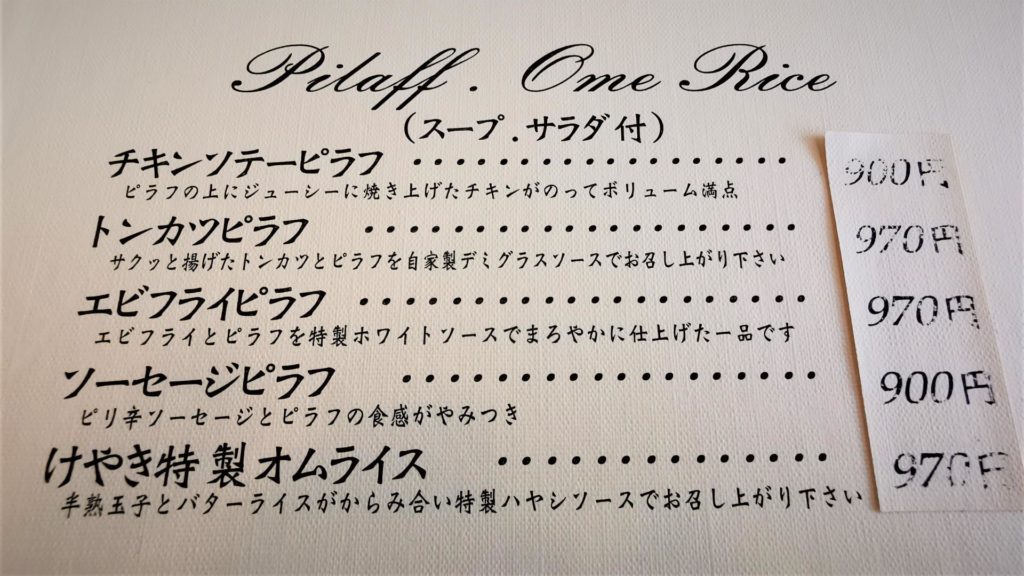 Pilaff . Ome Rice
(スープ . サラダ付)
チキンソテーピラフ ・・・・・・・・・・・・・・・・・・・ 900円
ピラフの上にジューシーに焼き上げたチキンがのってボリューム満点
トンカツピラフ ・・・・・・・・・・・・・・・・・・・・・ 970円
サクッと揚げたトンカツとピラフを自家製デミグラスソースでお召し上がり下さい
エビフライピラフ ・・・・・・・・・・・・・・・・・・・・・ 970円
エビフライとピラフを特製ホワイトソースでまろやかに仕上げた一品です
ソーセージピラフ ・・・・・・・・・・・・・・・・・・・ 900円
ピリ辛ソーセージとピラフの食感がやみつき
けやき特製オムライス ・・・・・・・・・・・・・・・ 970円
半熟玉子とバターライスがからみ合い特製ハヤシソースでお召し上がり下さい